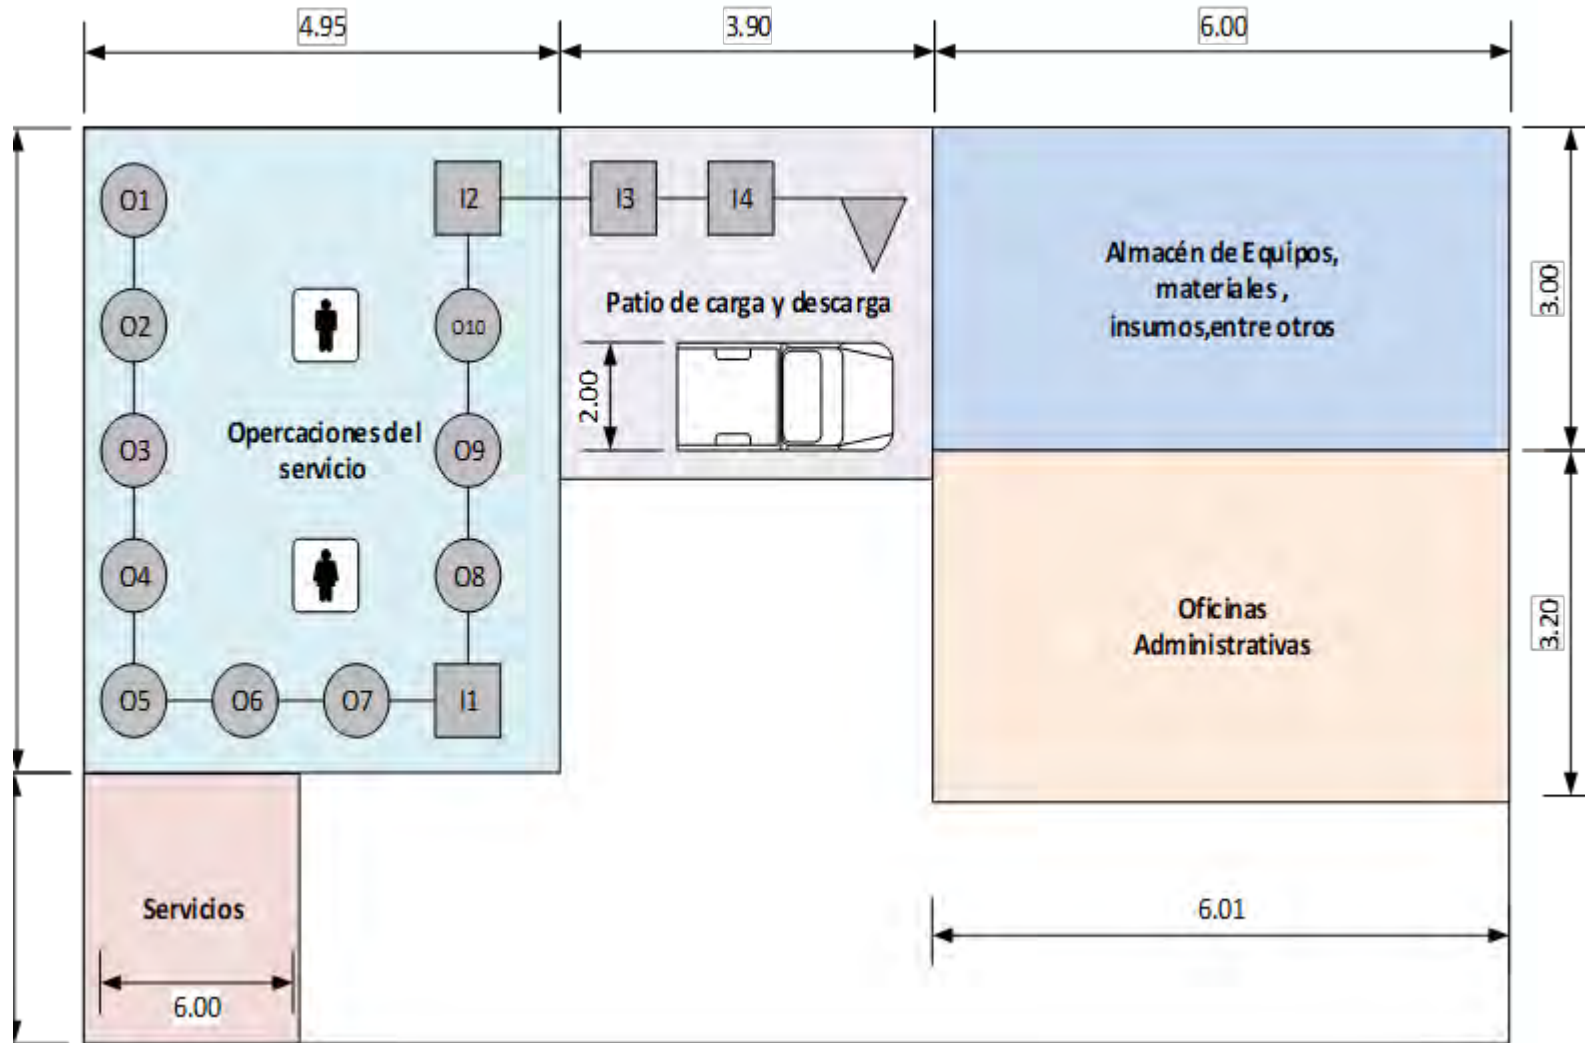 4.95
3.90
6.00
O1
I2
I3
I4
Almacén de Equipos,
materiales ,
insumos,entre otros
3.00
O2
O10
Patio de carga y descarga
2.00
O3
Opercaciones del
servicio
O9
O4
O8
Oficinas
Administrativas
3.20
O5
O6
O7
I1
Servicios
6.00
6.01